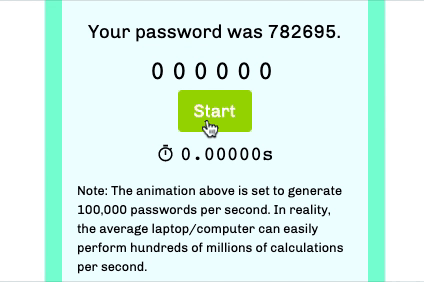 Your password was 782695.
0 0 0 0 0 0
Start
0.00000s
Note: The animation above is set to generate
100,000 passwords per second. In reality,
the average laptop/computer can easily
perform hundreds of millions of calculations
per second.